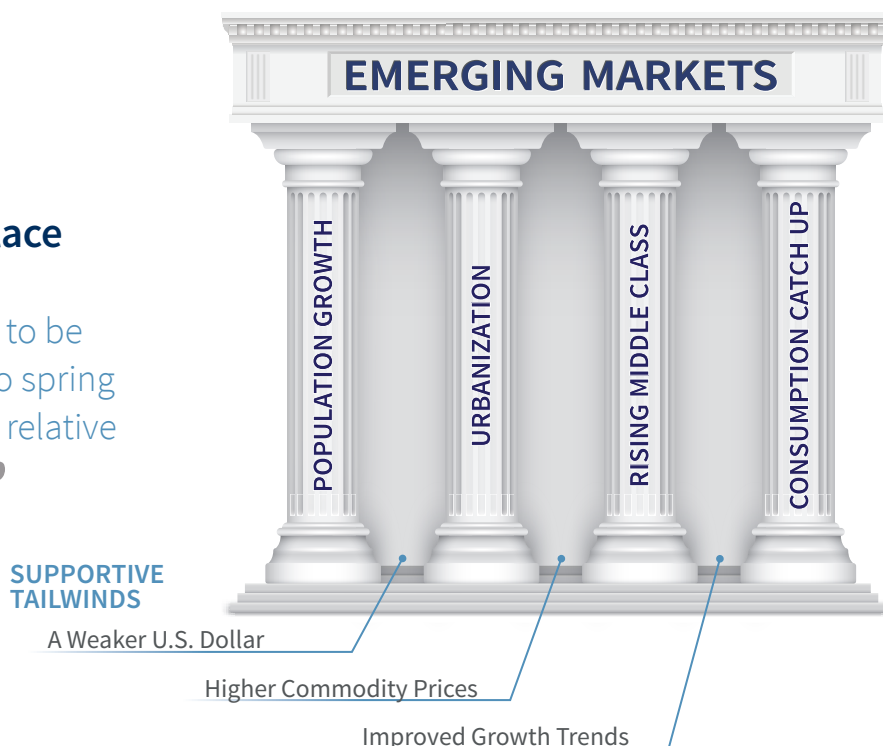 EMERGING MARKETS
POPULATION GROWTH
URBANIZATION
RISING MIDDLE CLASS
CONSUMPTION CATCH UP
to be
spring
relative
SUPPORTIVE
TAILWINDS
A Weaker U.S. Dollar
Higher Commodity Prices
Improved Growth Trends